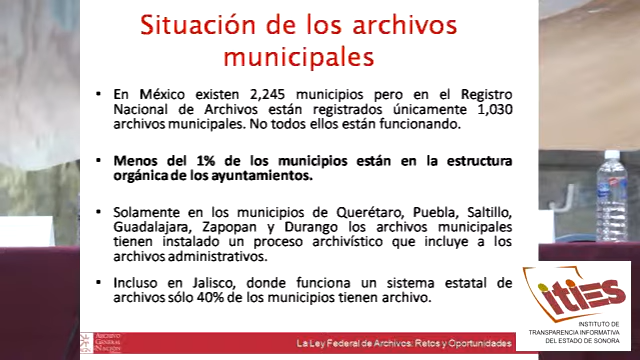 Situación de los archivos
municipales
• En México existen 2,245 municipios pero en el Registro
Nacional de Archivos están registrados únicamente 1,030
archivos municipales. No todos ellos están funcionando.
• Menos del 1% de los municipios están en la estructura
orgánica de los ayuntamientos.
• Solamente en los municipios de Querétaro, Puebla, Saltillo,
Guadalajara, Zapopan y Durango los archivos municipales
tienen instalado un proceso archivístico que incluye a los
archivos administrativos.
• Incluso en Jalisco, donde funciona un sistema estatal de
archivos sólo 40% de los municipios tienen archivo.
ARCHIVO
GENERAL
NACIÓN
La Ley Federal de Archivos: Retos y Oportunidades
ities
INSTITUTO DE
TRANSPARENCIA INFORMATIVA
DEL ESTADO DE SONORA